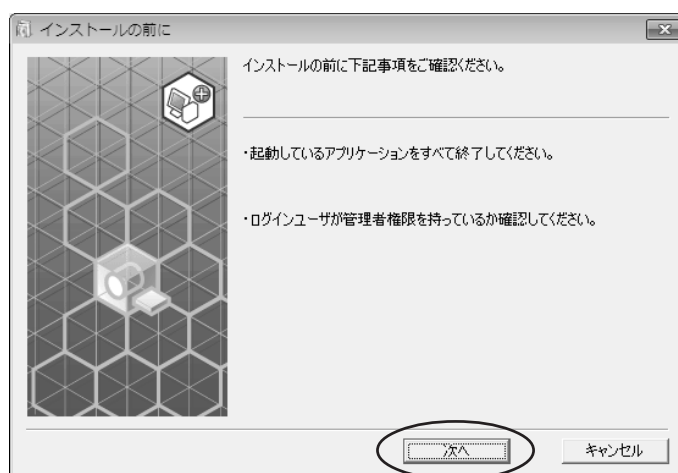 インストールの前に
インストールの前に下記事項をご確認ください。
・起動しているアプリケーションをすべて終了してください。
・ログインユーザが管理者権限を持っているか確認してください。
次へ
キャンセル